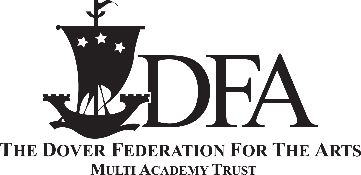 DFA
THE DOVER FEDERATION FOR THE ARTS
MULTI ACADEMY TRUST